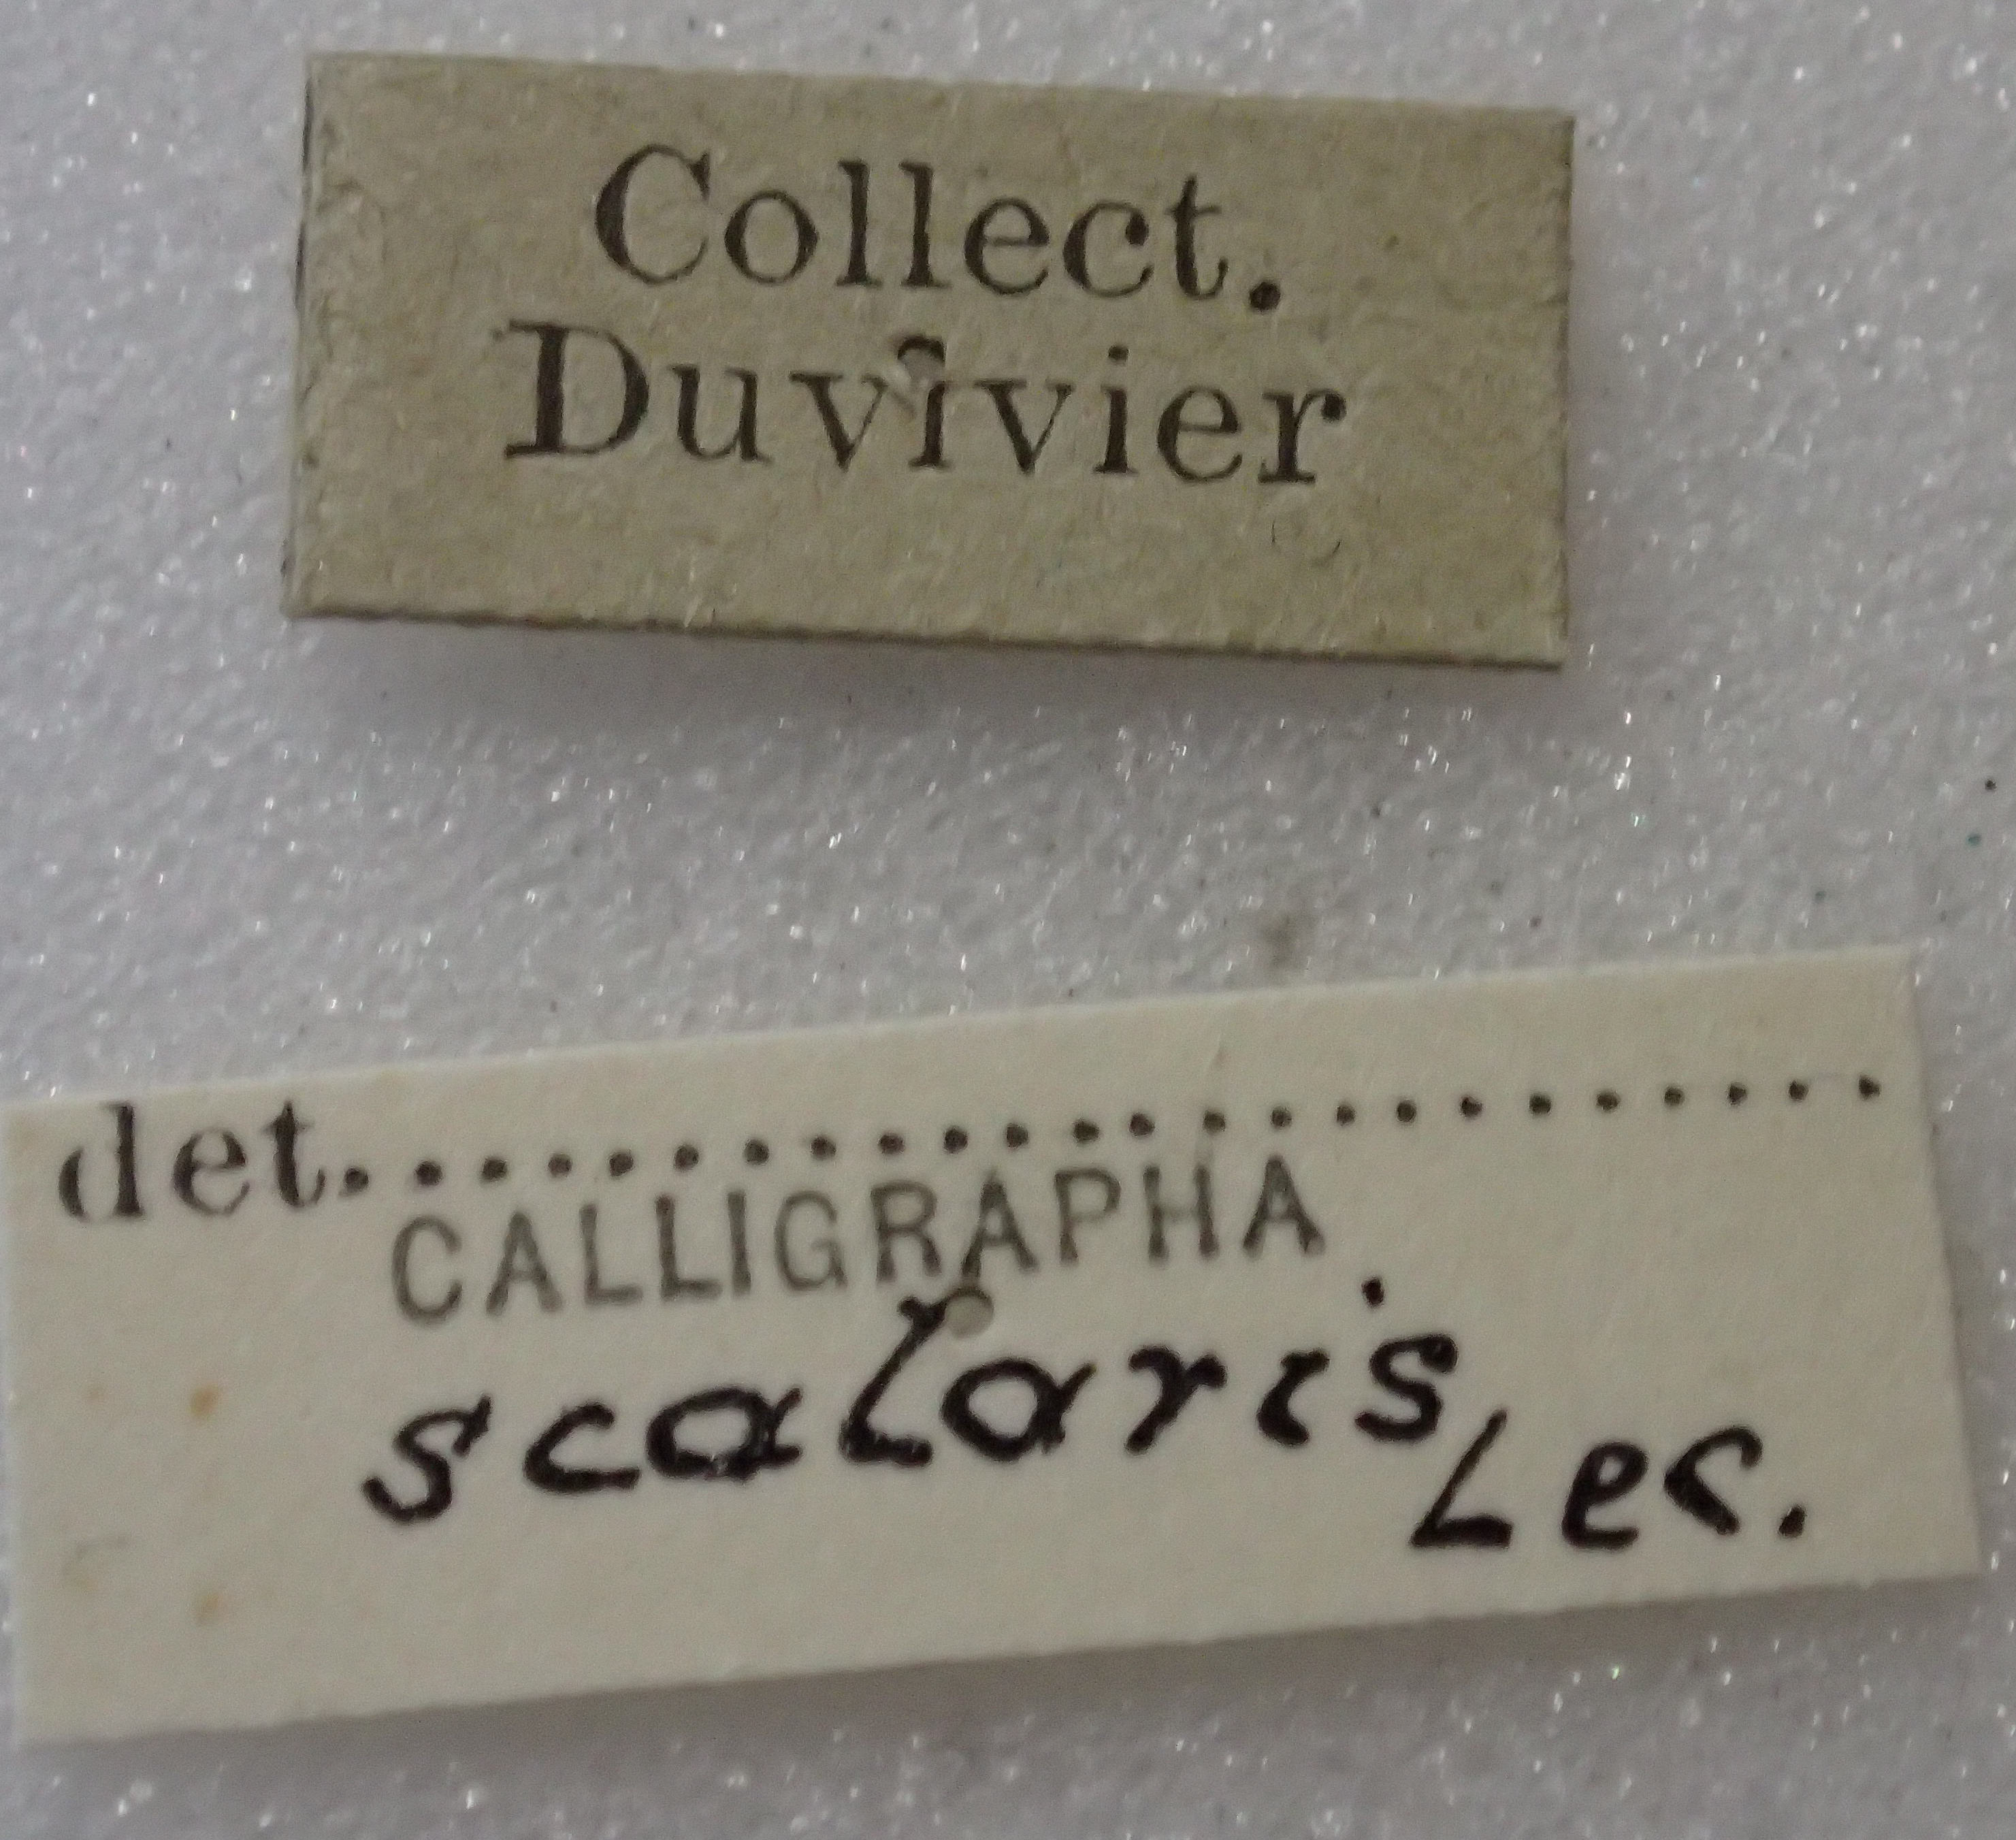 Collect.
Duvivier
det..........................
CALLIGRAPHA
scalaris
Lec.